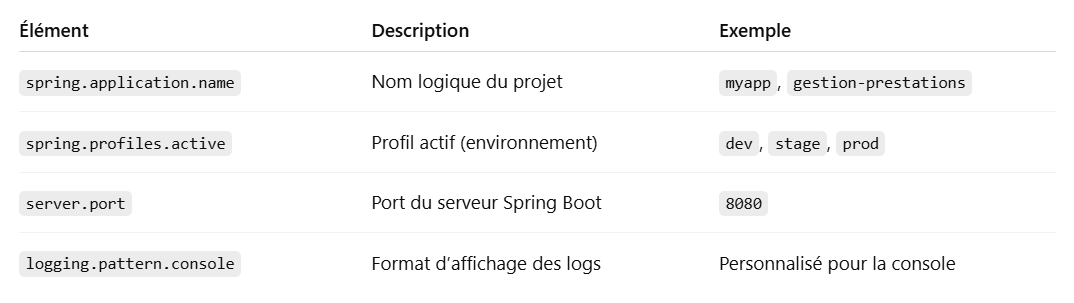 Élément Description Exemple
spring.application.name Nom logique du projet myapp, gestion-prestations
spring.profiles.active Profil actif (environnement) dev, stage, prod
server.port Port du serveur Spring Boot 8080
logging.pattern.console Format d’affichage des logs Personnalisé pour la console